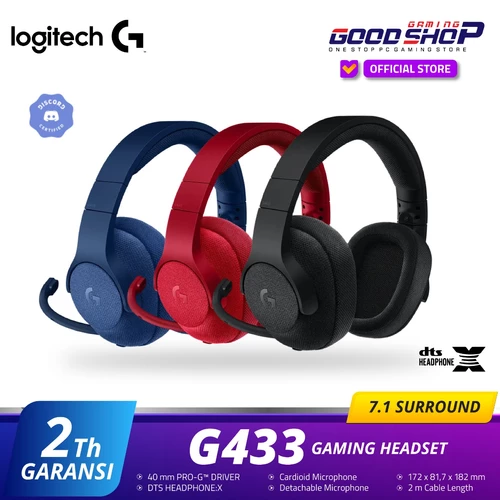 logitech G
GAMING
GOODSHOP
ONE STOP PC GAMING STORE
OFFICIAL STORE
DISCORD
CERTIFIED
dts
HEADPHONE X
7.1 SURROUND
2Th
GARANSI
G433 GAMING HEADSET
• 40 mm PRO-G™ DRIVER
• DTS HEADPHONE:X
• Cardioid Microphone
• Detachable Microphone
• 172 x 81,7 x 182 mm
• 2 m Cable Length